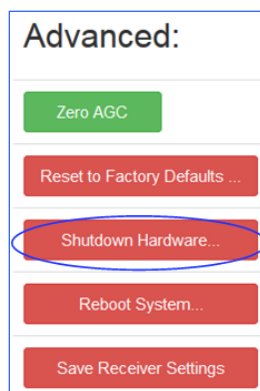 Advanced:
Zero AGC
Reset to Factory Defaults ...
Shutdown Hardware...
Reboot System...
Save Receiver Settings